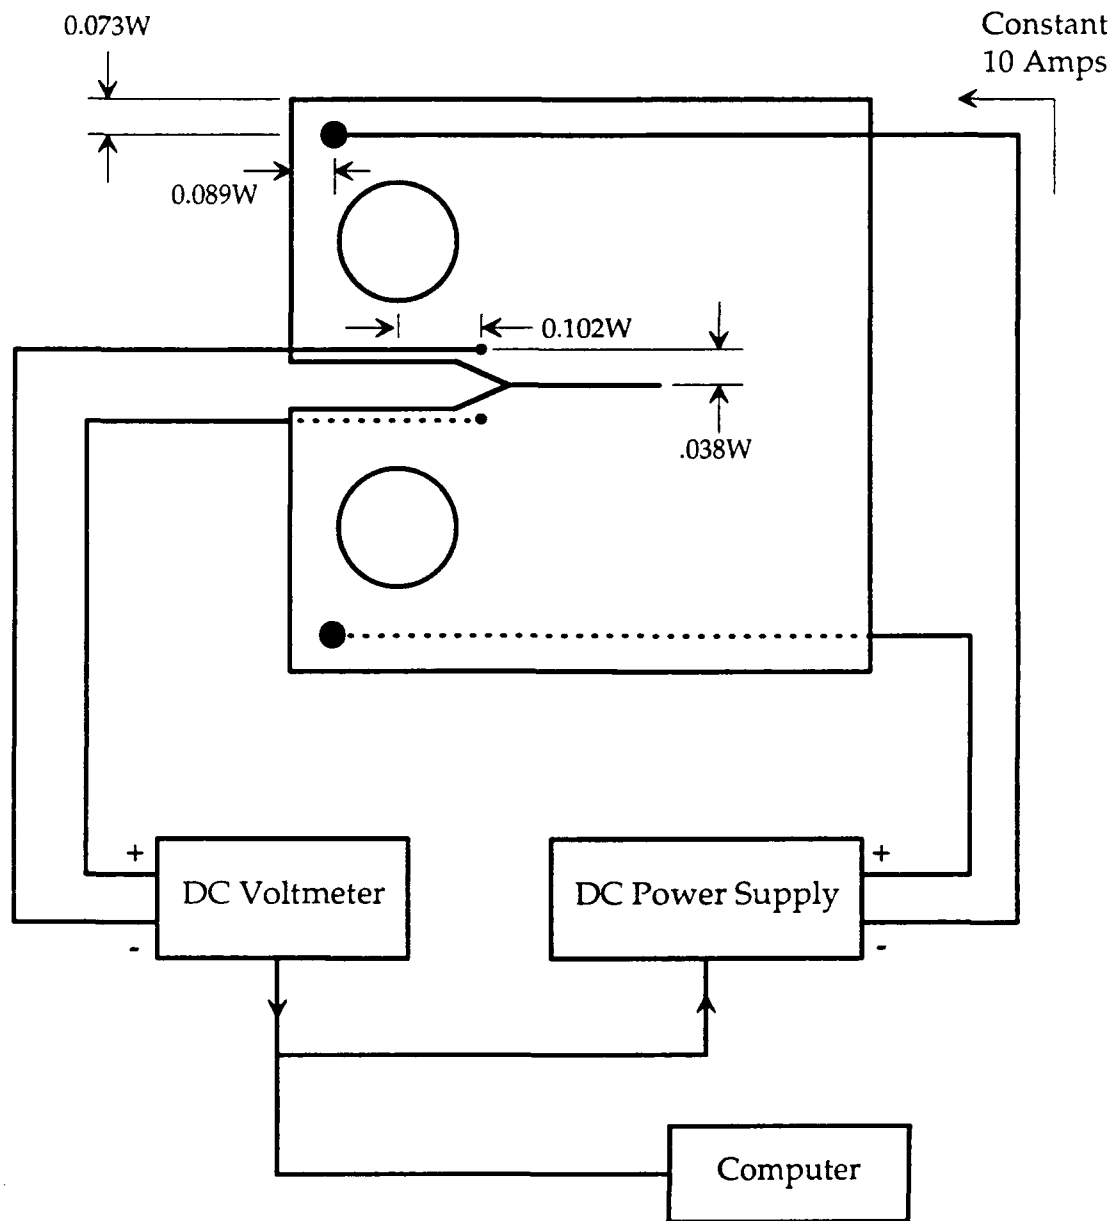 0.073W
Constant
10 Amps
0.089W
0.102W
.038W
+
DC Voltmeter
-
DC Power Supply
+
-
Computer